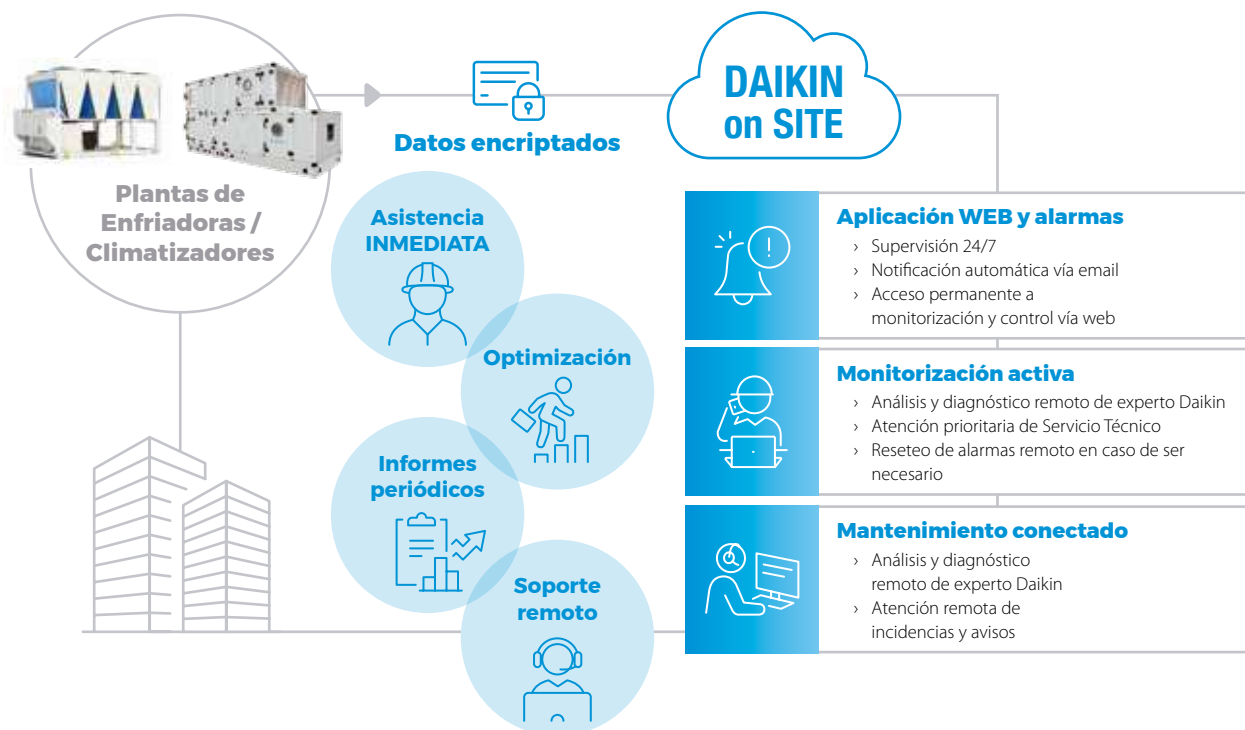 DAIKIN
on SITE
Datos encriptados
Plantas de
Enfriadoras /
Climatizadores
Asistencia
INMEDIATA
Optimización
Informes
periódicos
Soporte
remoto
Aplicación WEB y alarmas
› Supervisión 24/7
› Notificación automática vía email
› Acceso permanente a
monitorización y control vía web
Monitorización activa
› Análisis y diagnóstico remoto de experto Daikin
› Atención prioritaria de Servicio Técnico
› Reseteo de alarmas remoto en caso de ser
necesario
Mantenimiento conectado
› Análisis y diagnóstico
remoto de experto Daikin
› Atención remota de
incidencias y avisos